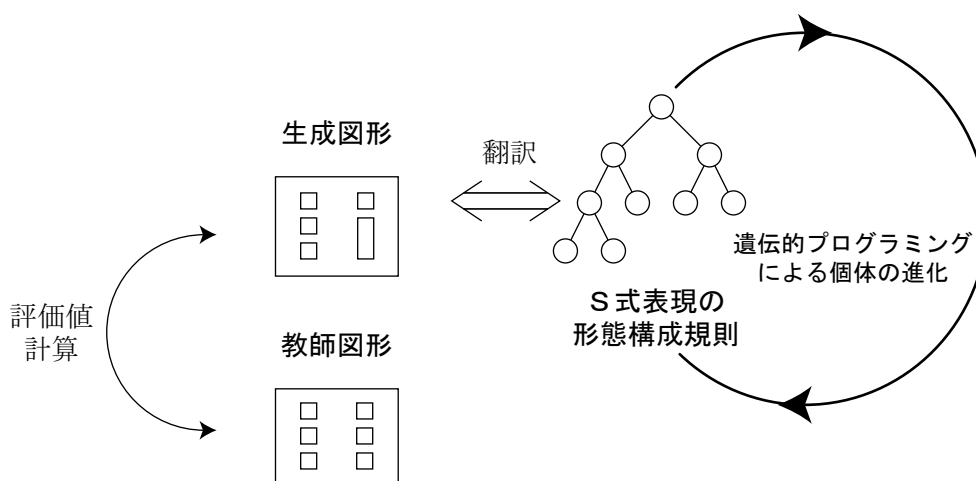 生成図形
翻訳
遺伝的プログラミング
による個体の進化
S式表現の
形態構成規則
評価値
計算
教師図形